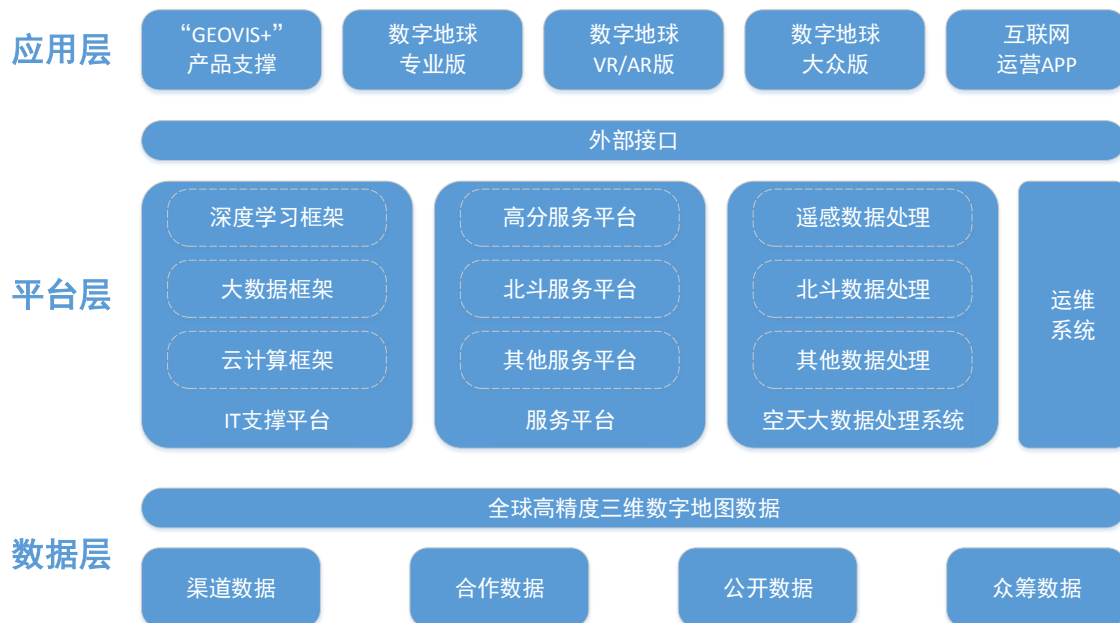 应用层
“GEOVIS+”
产品支撑
数字地球
专业版
数字地球
VR/AR版
数字地球
大众版
互联网
运营APP
外部接口
平台层
深度学习框架
大数据框架
云计算框架
IT支撑平台
高分服务平台
北斗服务平台
其他服务平台
服务平台
遥感数据处理
北斗数据处理
其他数据处理
空天大数据处理系统
运维
系统
数据层
全球高精度三维数字地图数据
渠道数据
合作数据
公开数据
众筹数据